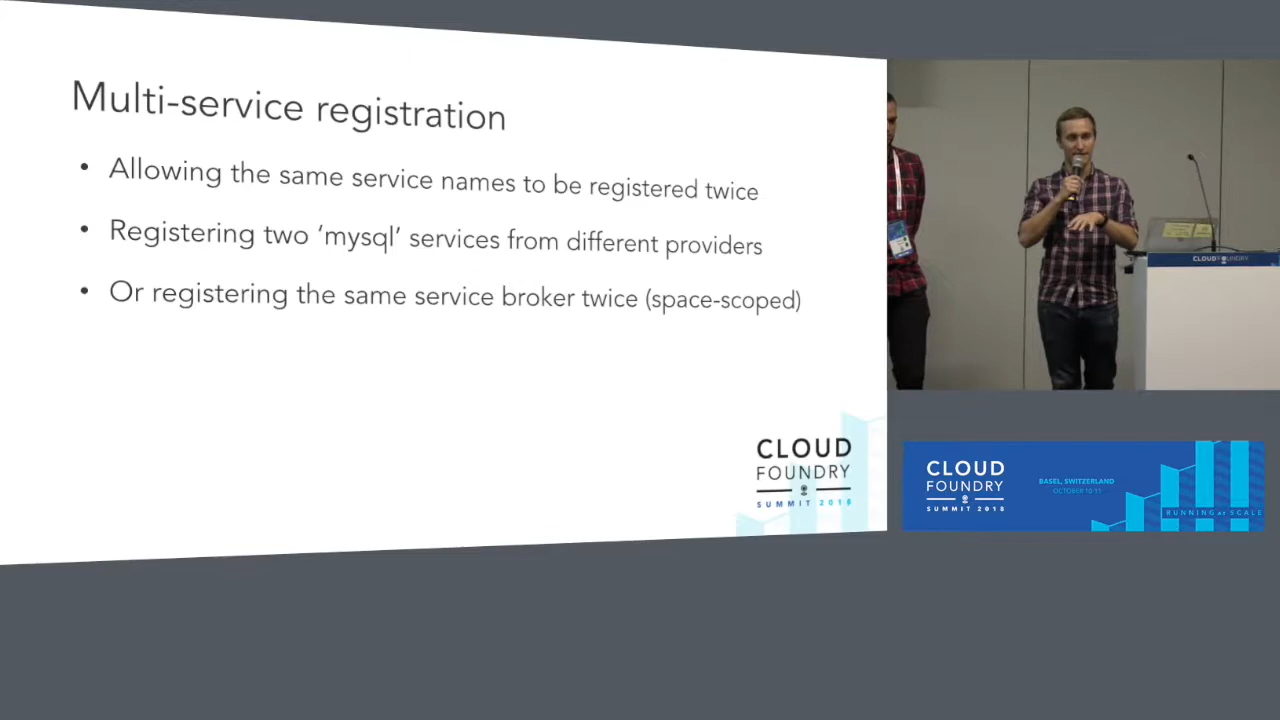 Multi-service registration
• Allowing the same service names to be registered twice
• Registering two ‘mysql’ services from different providers
• Or registering the same service broker twice (space-scoped)
CLOUD
FOUNDRY
SUMMIT 2018
CLOUD FOUNDRY
CLOUD
FOUNDRY
SUMMIT 2018
BASEL, SWITZERLAND
OCTOBER 10-11
RUNNING AT SCALE